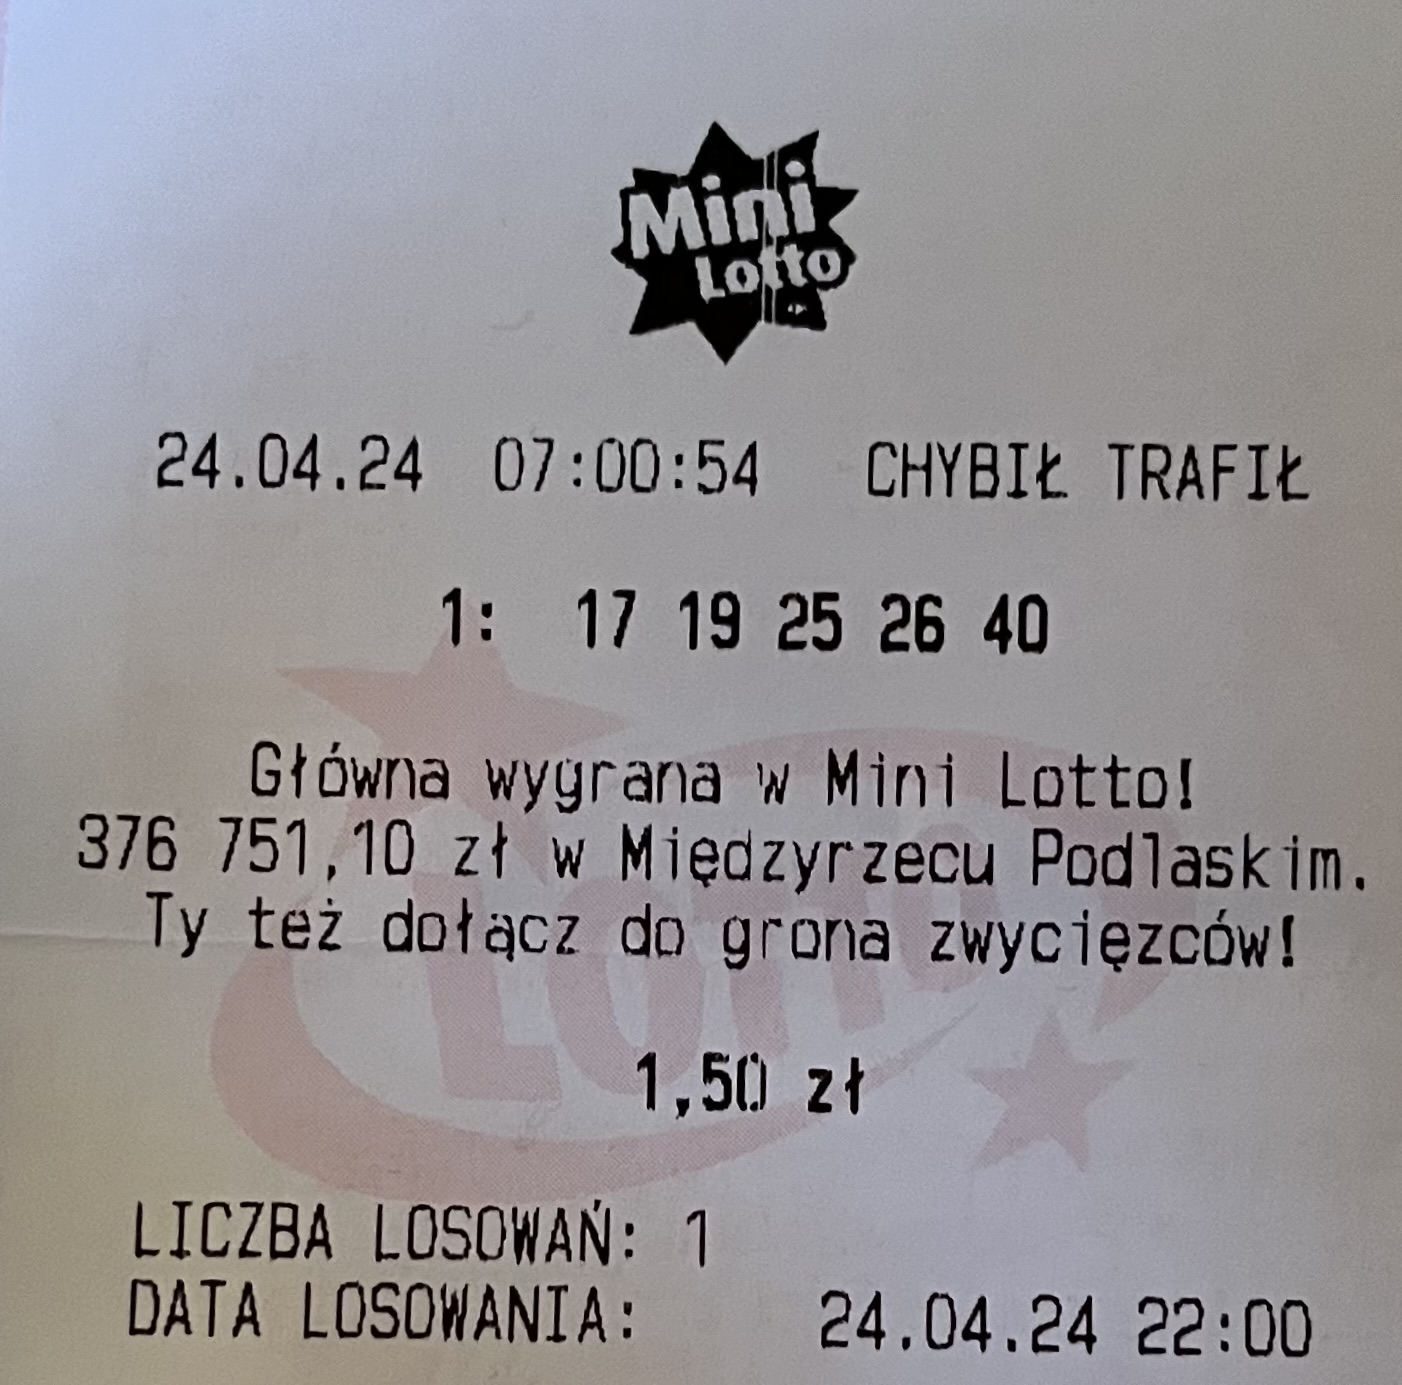 Mini
Lotto
24.04.24 07:00:54 CHYBIŁ TRAFIŁ
1: 17 19 25 26 40
Główna wygrana w Mini Lotto!
376 751,10 zł w Międzyrzecu Podlaskim.
Ty też dołącz do grona zwycięzców!
LOTTO
1,50 zł
LICZBA LOSOWAŃ: 1
DATA LOSOWANIA: 24.04.24 22:00